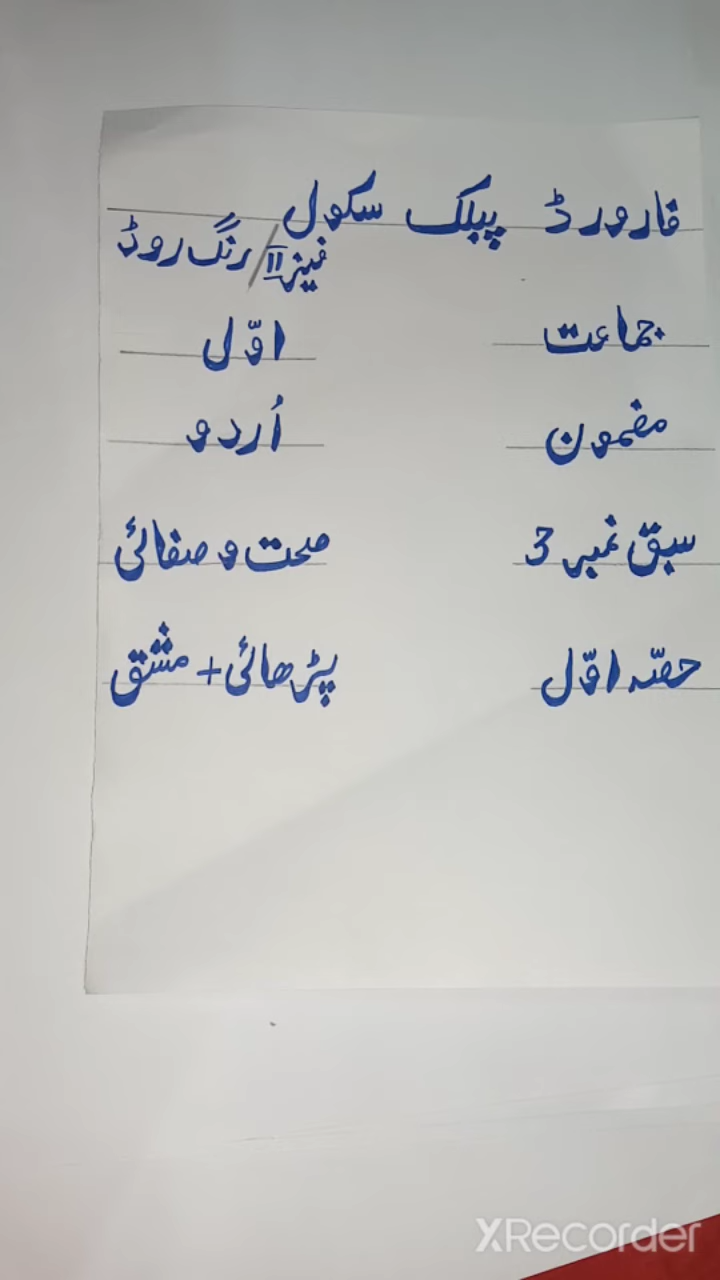 فارورڈ پبلک سکول
فیز II/رنگ روڈ
جماعت اوّل
مضمون اُردو
سبق نمبر 3 صحت و صفائی
حصّہ اوّل پڑھائی + مشق
XRecorder